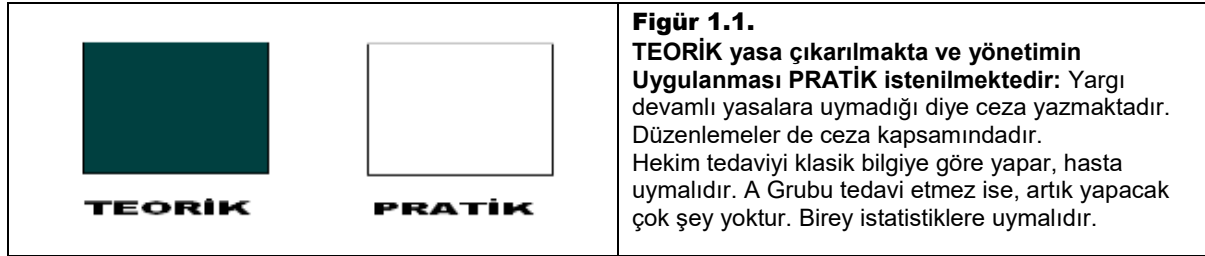 TEORİK
PRATİK
Figür 1.1.
TEORİK yasa çıkarılmakta ve yönetimin
Uygulanması PRATİK istenilmektedir: Yargı
devamlı yasalara uymadığı diye ceza yazmaktadır.
Düzenlemeler de ceza kapsamındadır.
Hekim tedaviyi klasik bilgiye göre yapar, hasta
uymalıdır. A Grubu tedavi etmez ise, artık yapacak
çok şey yoktur. Birey istatistiklere uymalıdır.